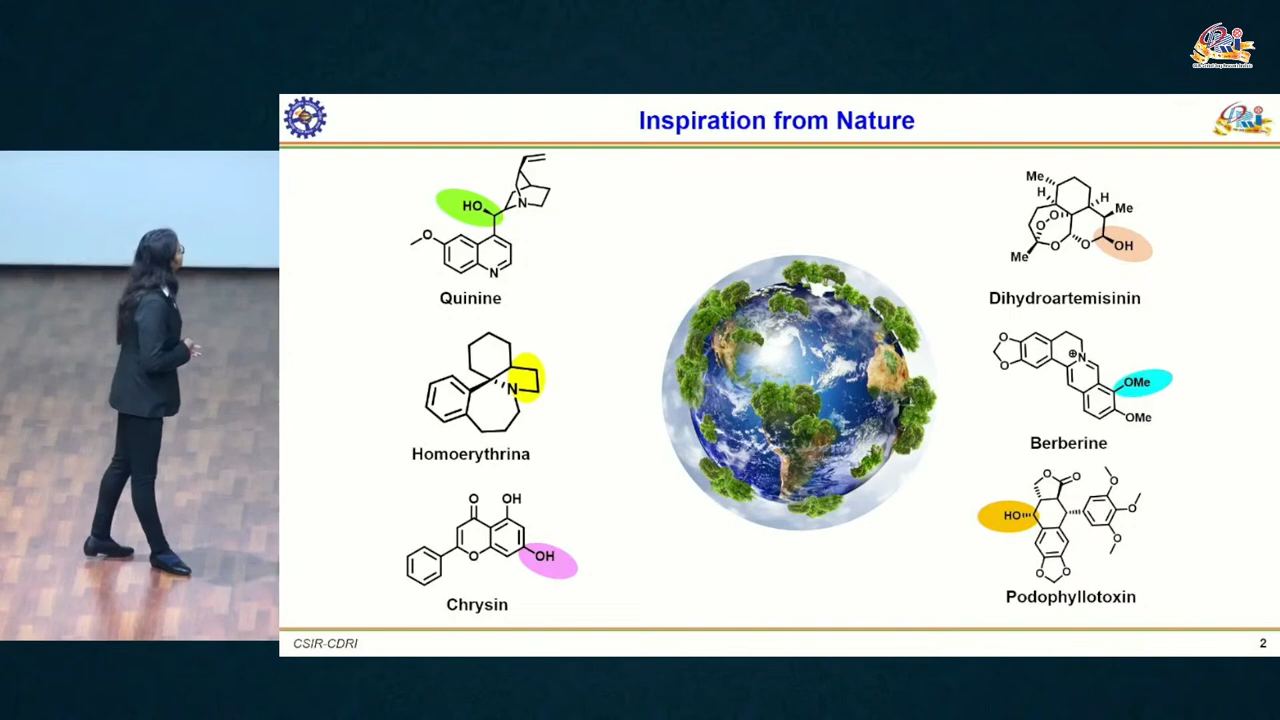 Inspiration from Nature
HO
N
O
N
Quinine
N
Homoerythrina
O
OH
O
OH
Chrysin
Me
H
H
Me
O
O
O
O
OH
Me
Dihydroartemisinin
O
O
N
⊕
OMe
OMe
Berberine
O
O
HO
O
O
O
O
O
Podophyllotoxin
CSIR-CDRI
2